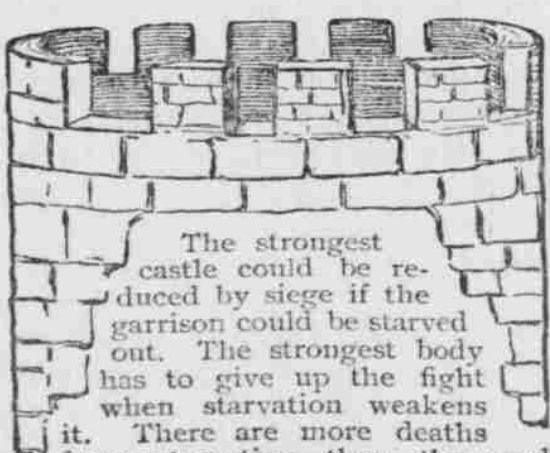 The strongest
castle could be re-
duced by siege if the
garrison could be starved
out. The strongest body
has to give up the fight
when starvation weakens
it. There are more deaths